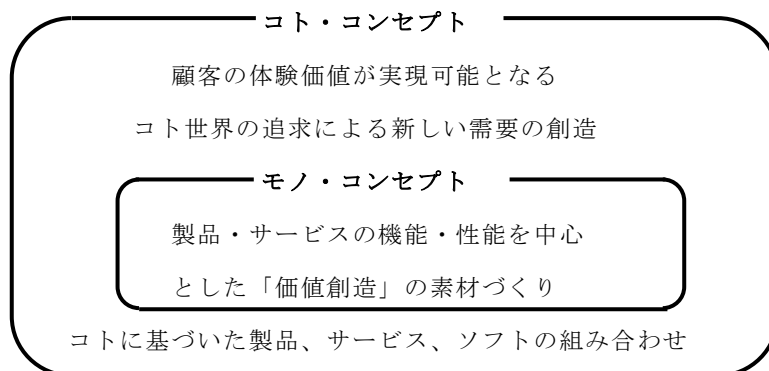 コト・コンセプト
顧客の体験価値が実現可能となる
コト世界の追求による新しい需要の創造
モノ・コンセプト
製品・サービスの機能・性能を中心
とした「価値創造」の素材づくり
コトに基づいた製品、サービス、ソフトの組み合わせ